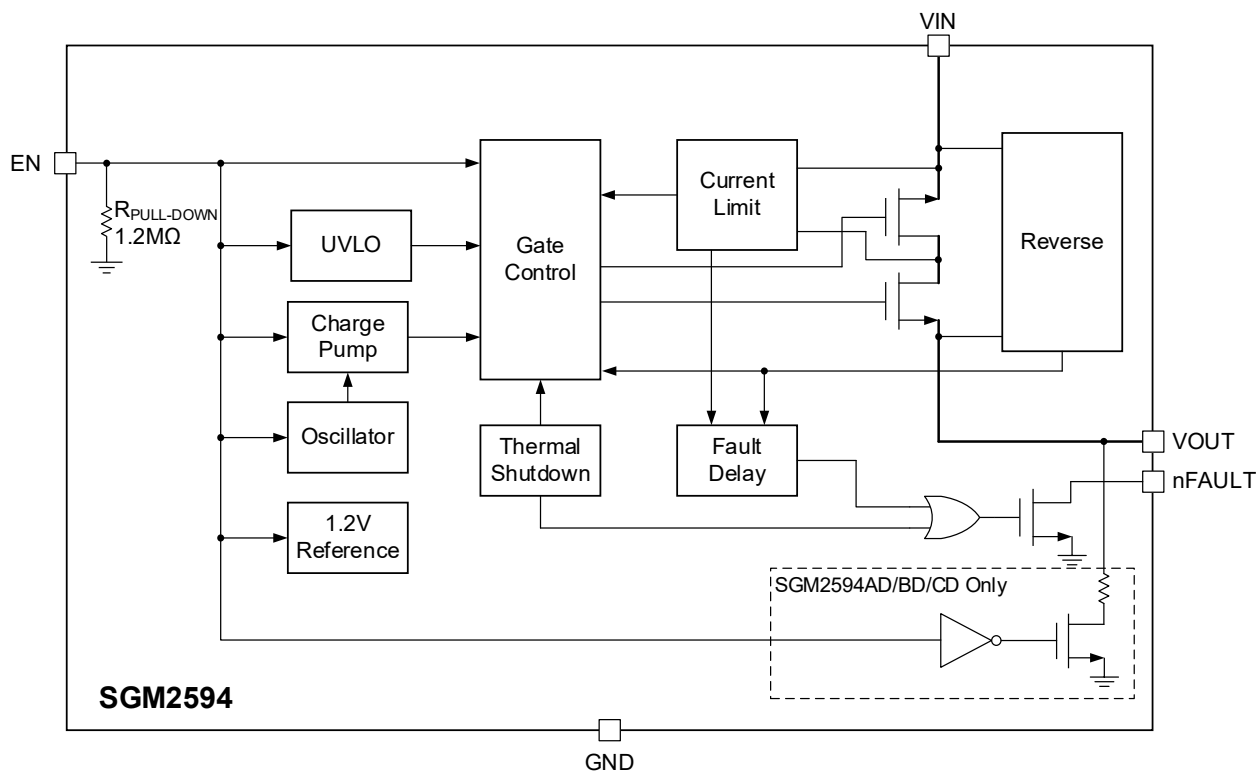 VIN
EN
R_PULL-DOWN
1.2MΩ
UVLO
Charge
Pump
Oscillator
1.2V
Reference
Gate
Control
Thermal
Shutdown
Current
Limit
Fault
Delay
Reverse
VOUT
nFAULT
SGM2594AD/BD/CD Only
SGM2594
GND